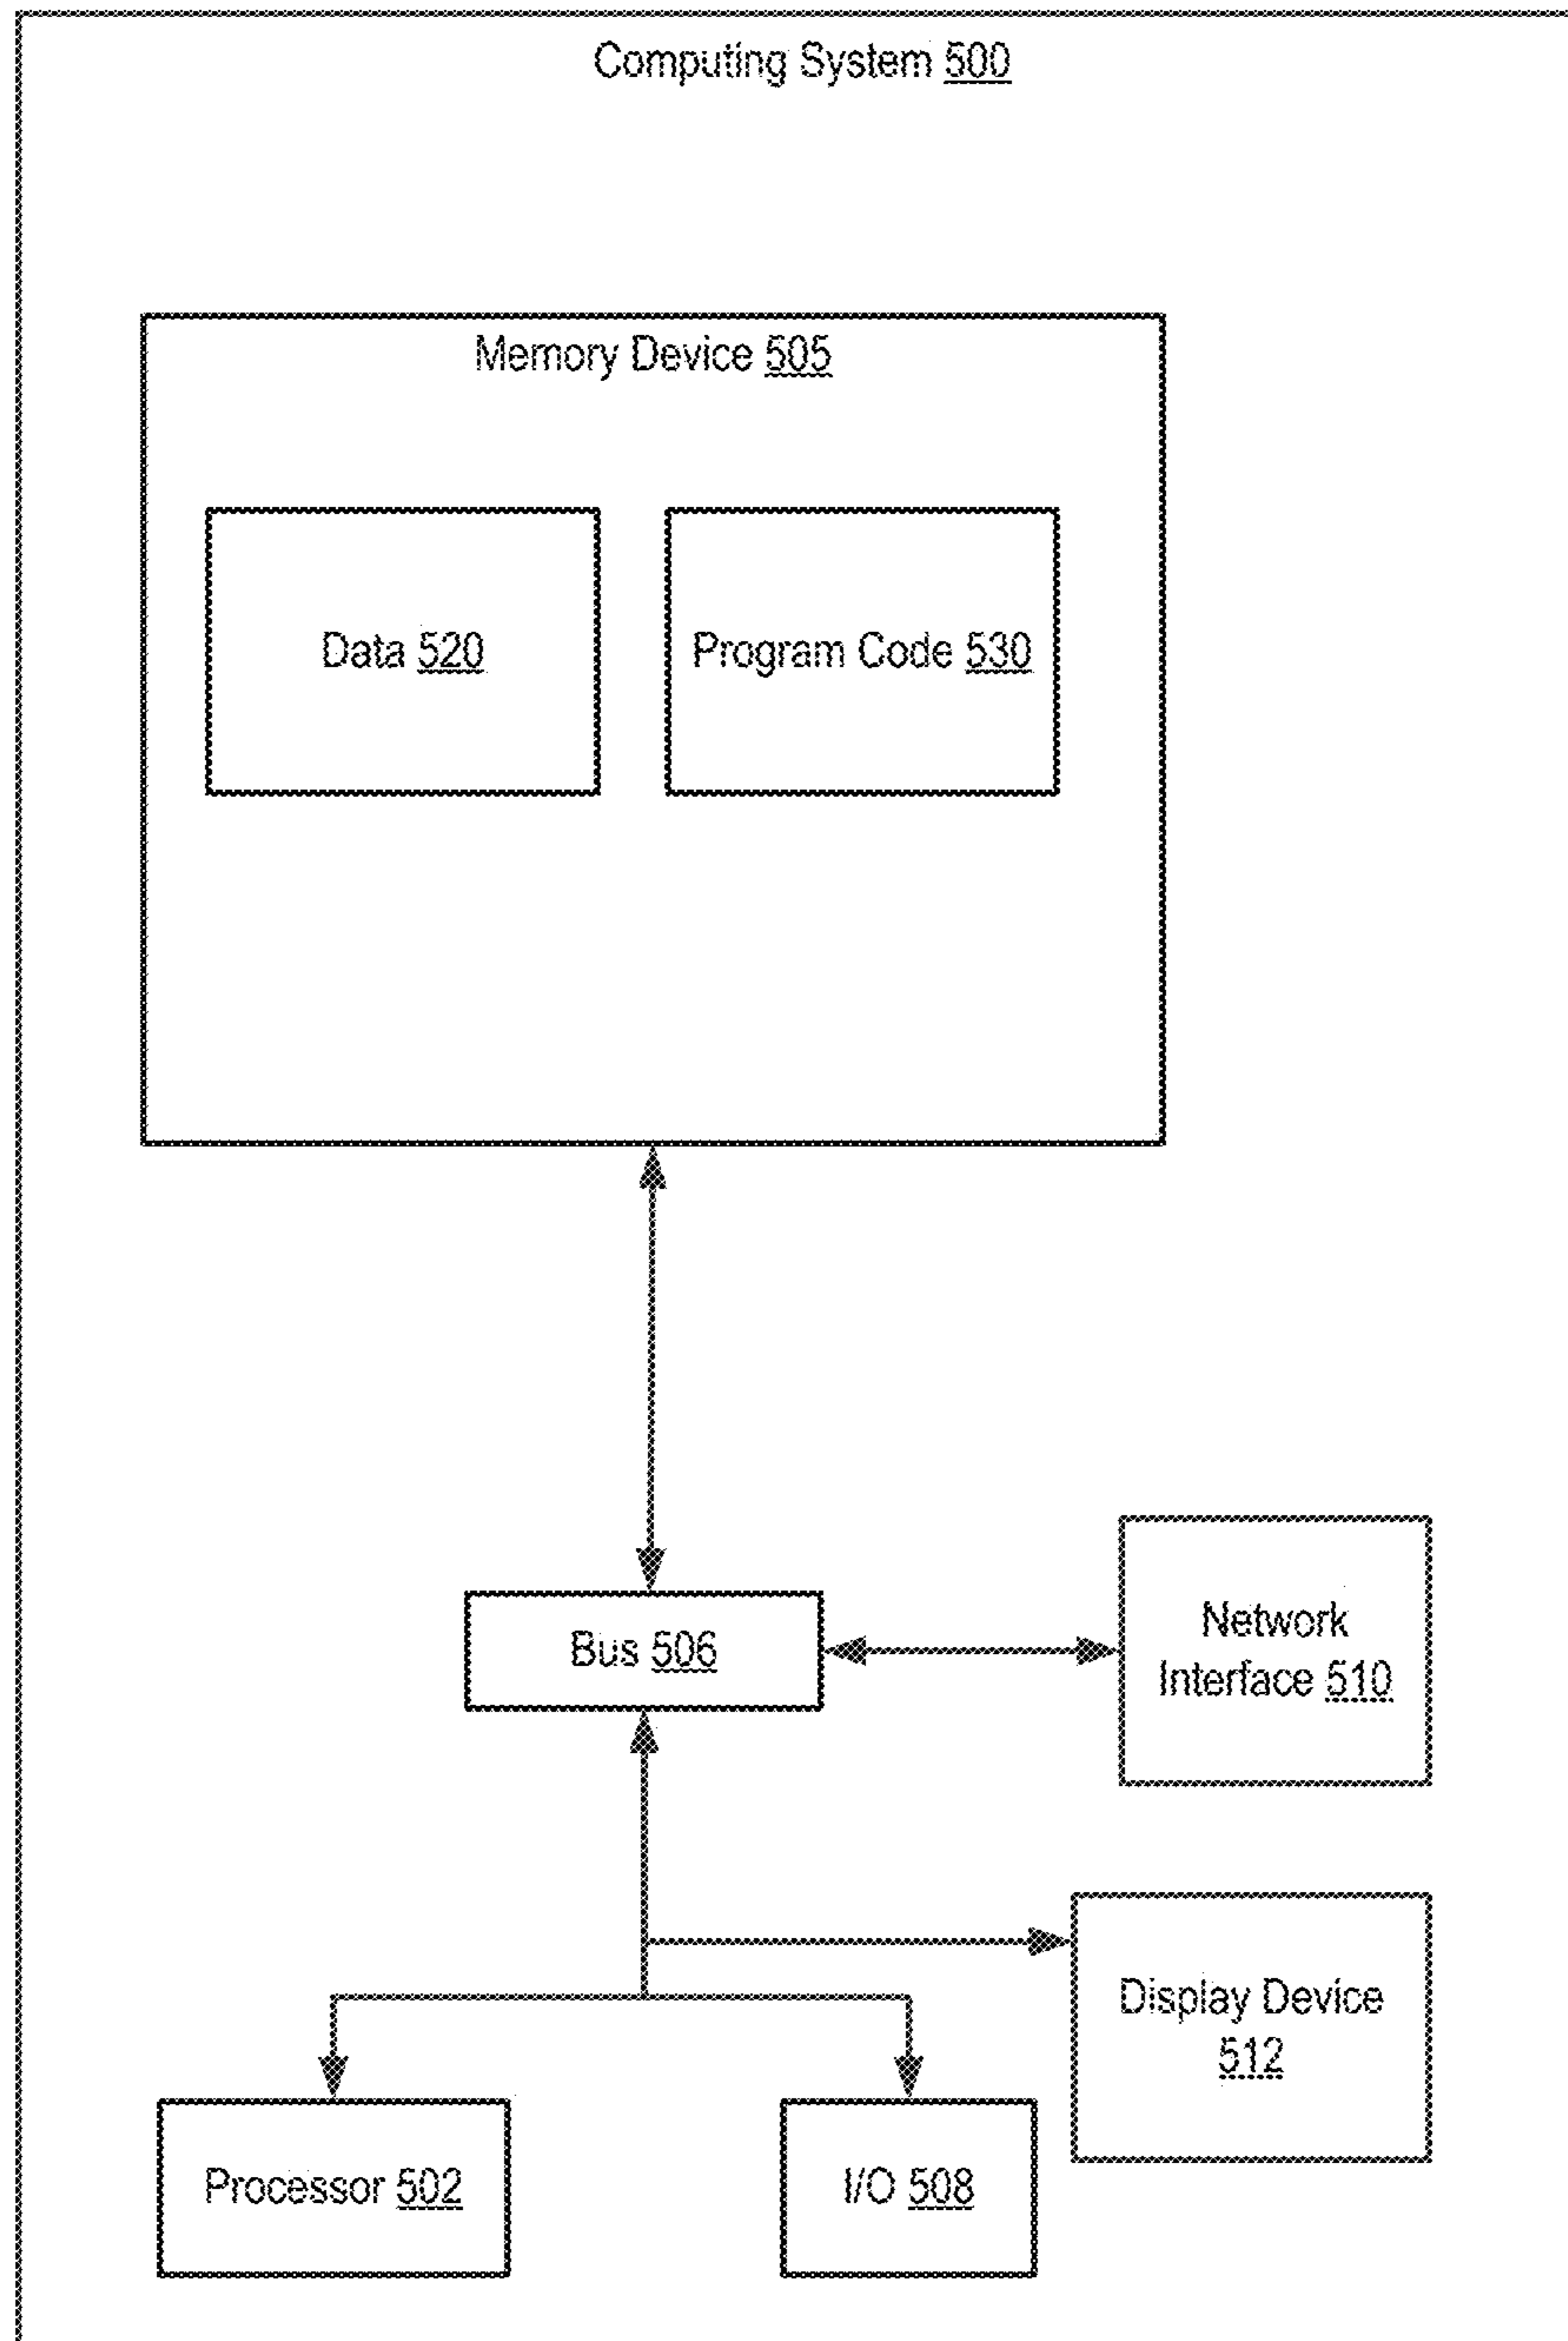 Computing System 500
Memory Device 505
Data 520
Program Code 530
Bus 506
Network
Interface 510
Display Device
512
Processor 502
I/O 508